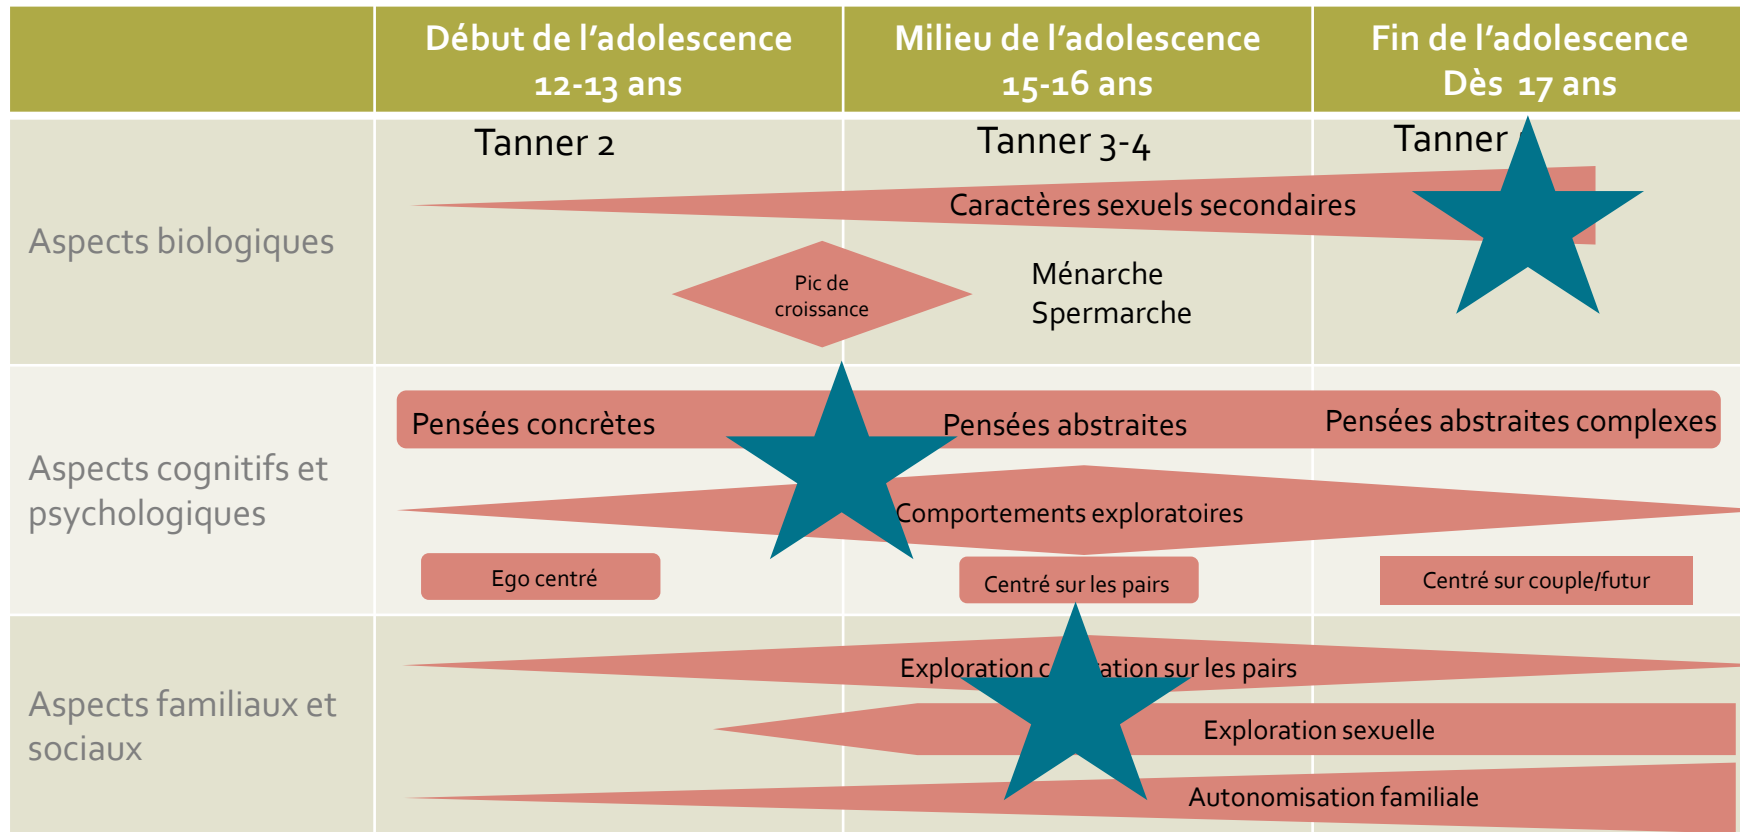 Début de l'adolescence
12-13 ans
Milieu de l'adolescence
15-16 ans
Fin de l'adolescence
Dès 17 ans
Aspects biologiques
Tanner 2
Tanner 3-4
Tanner
Caractères sexuels secondaires
Pic de
croissance
Ménarche
Spermarche
Aspects cognitifs et
psychologiques
Pensées concrètes
Pensées abstraites
Pensées abstraites complexes
Comportements exploratoires
Ego centré
Centré sur les pairs
Centré sur couple/futur
Aspects familiaux et
sociaux
Exploration sur les pairs
Exploration sexuelle
Autonomisation familiale